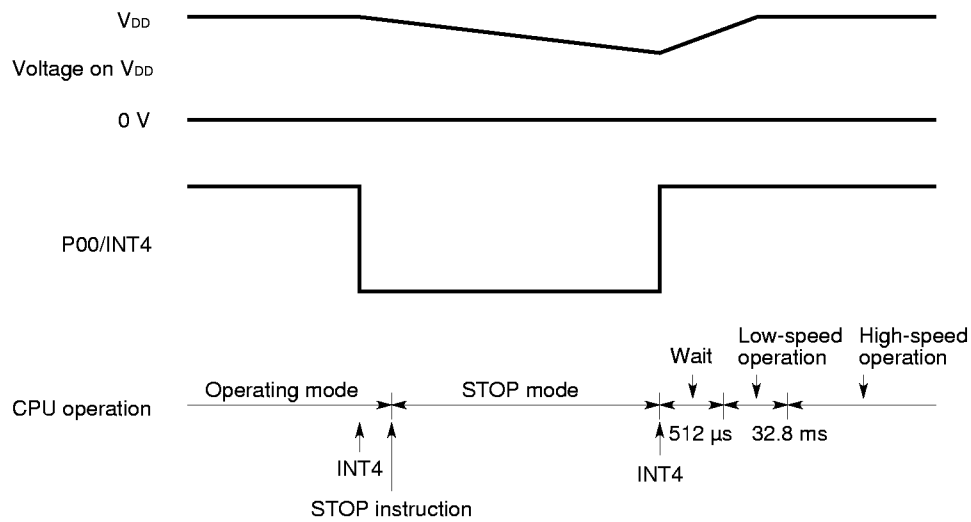 VDD
Voltage on VDD
0 V
P00/INT4
Wait
Low-speed
operation
High-speed
operation
CPU operation
Operating mode
STOP mode
512 µs
32.8 ms
INT4
INT4
STOP instruction